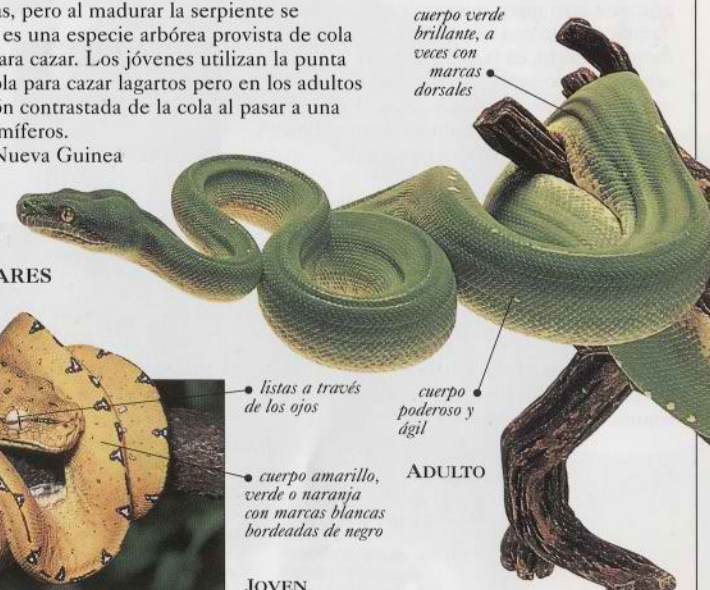 as, pero al madurar la serpiente se
es una especie arbórea provista de cola
ara cazar. Los jóvenes utilizan la punta
ola para cazar lagartos pero en los adultos
ón contrastada de la cola al pasar a una
míferos.
Nueva Guinea
cuerpo verde
brillante, a
veces con
marcas
dorsales
ARES
listas a través
de los ojos
cuerpo
poderoso y
ágil
ADULTO
cuerpo amarillo,
verde o naranja
con marcas blancas
bordeadas de negro
JOVEN